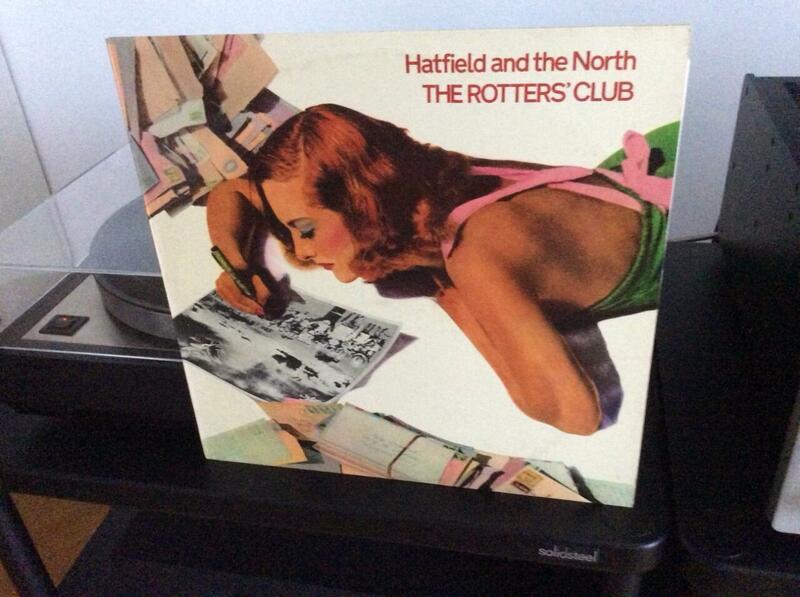 Hatfield and the North
THE ROTTERS' CLUB
solidsteel